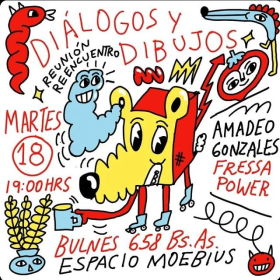 DIÁLOGOS Y
DIBUJOS
REUNIÓN
REENCUENTRO
MARTES
18
19:00HRS
AMADEO
GONZALES
FRESSA
POWER
BULNES 658 Bs.As.
ESPACIO MOEBIUS